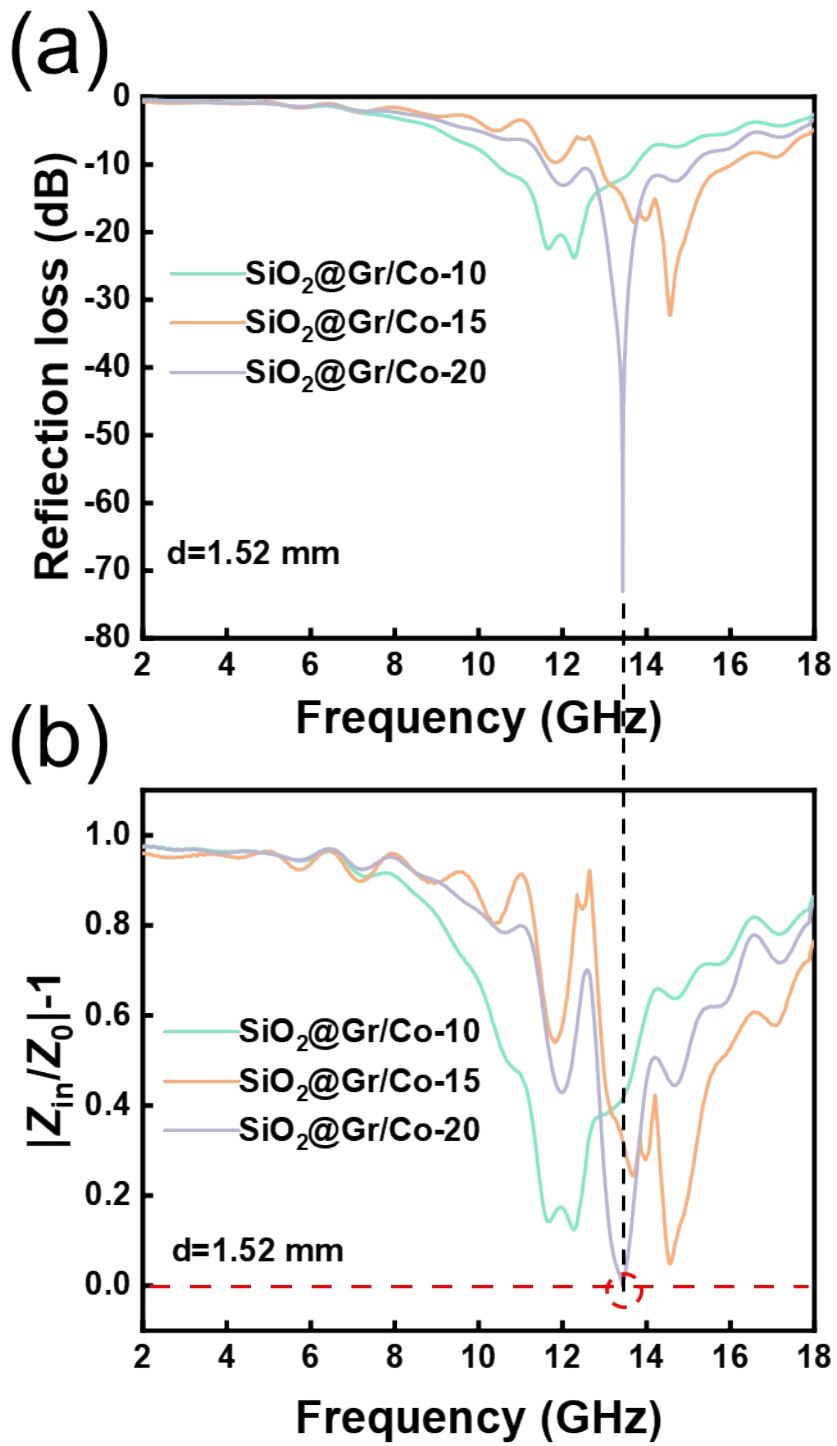 (a)
0
-10
-20
-30
-40
-50
-60
-70
-80
Refiection loss (dB)
SiO2@Gr/Co-10
SiO2@Gr/Co-15
SiO2@Gr/Co-20
d=1.52 mm
2 4 6 8 10 12 14 16 18
Frequency (GHz)
(b)
1.0
0.8
0.6
0.4
0.2
0.0
|Zin/Z0|-1
SiO2@Gr/Co-10
SiO2@Gr/Co-15
SiO2@Gr/Co-20
d=1.52 mm
2 4 6 8 10 12 14 16 18
Frequency (GHz)